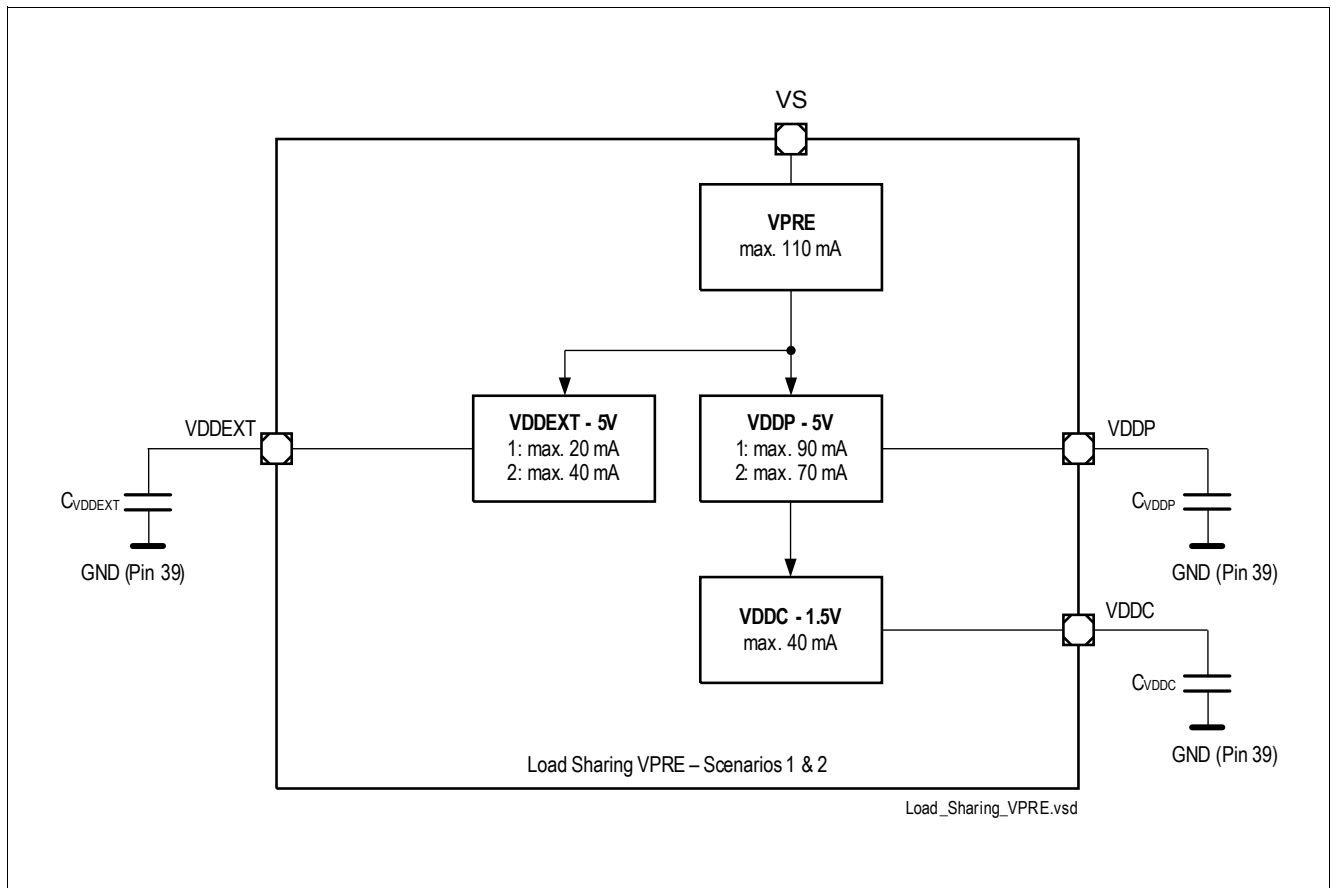 VS
VPRE
max. 110 mA
VDDEXT
VDDEXT - 5V
1: max. 20 mA
2: max. 40 mA
VDDP - 5V
1: max. 90 mA
2: max. 70 mA
VDDP
CVDDEXT
GND (Pin 39)
CVDDP
GND (Pin 39)
VDDC - 1.5V
max. 40 mA
VDDC
CVDDC
GND (Pin 39)
Load Sharing VPRE – Scenarios 1 & 2
Load_Sharing_VPRE.vsd